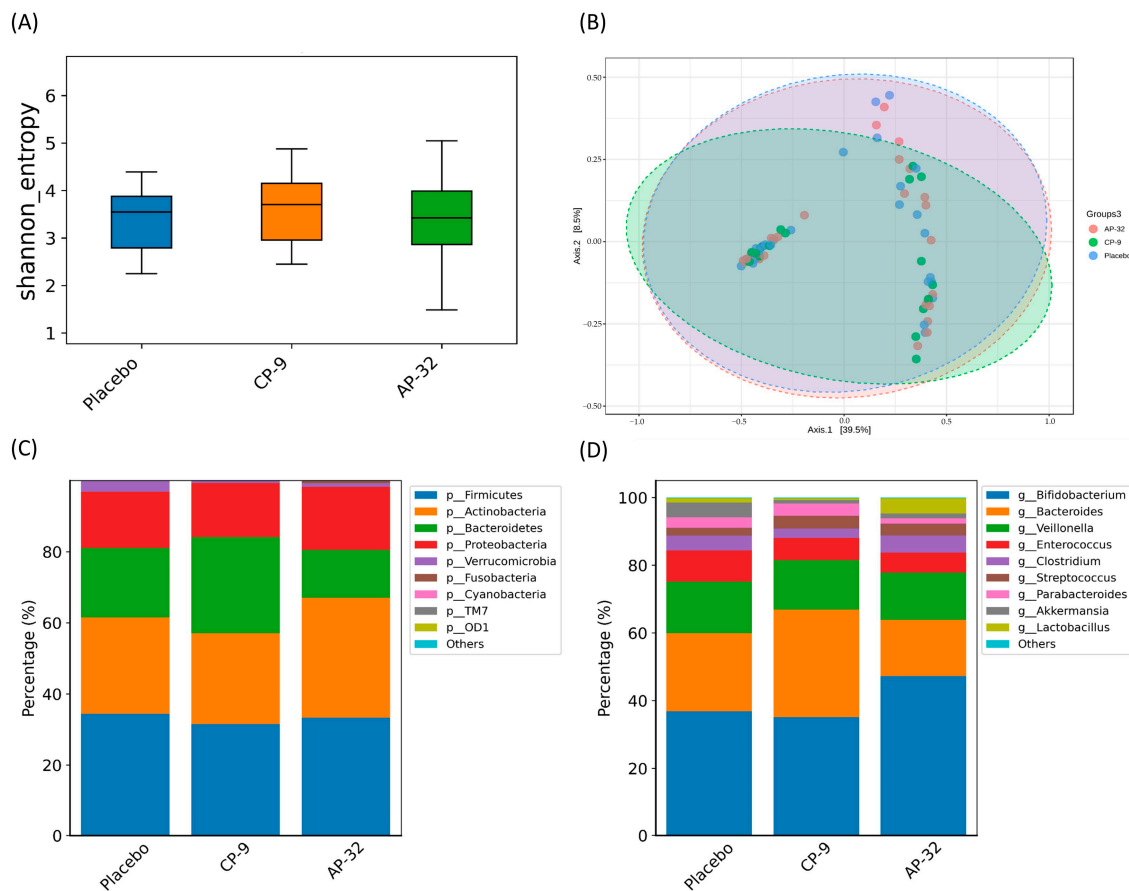 (A)
shannon_entropy
6
5
4
3
2
1
Placebo
CP-9
AP-32
(B)
Axis.2 [8.5%]
0.50
0.25
0.00
−0.25
−0.50
−1.0
−0.5
0.0
0.5
1.0
Axis.1 [39.5%]
Groups3
AP-32
CP-9
Placebo
(C)
Percentage (%)
80
60
40
20
0
Placebo
CP-9
AP-32
p__Firmicutes
p__Actinobacteria
p__Bacteroidetes
p__Proteobacteria
p__Verrucomicrobia
p__Fusobacteria
p__Cyanobacteria
p__TM7
p__OD1
Others
(D)
Percentage (%)
100
80
60
40
20
0
Placebo
CP-9
AP-32
g__Bifidobacterium
g__Bacteroides
g__Veillonella
g__Enterococcus
g__Clostridium
g__Streptococcus
g__Parabacteroides
g__Akkermansia
g__Lactobacillus
Others